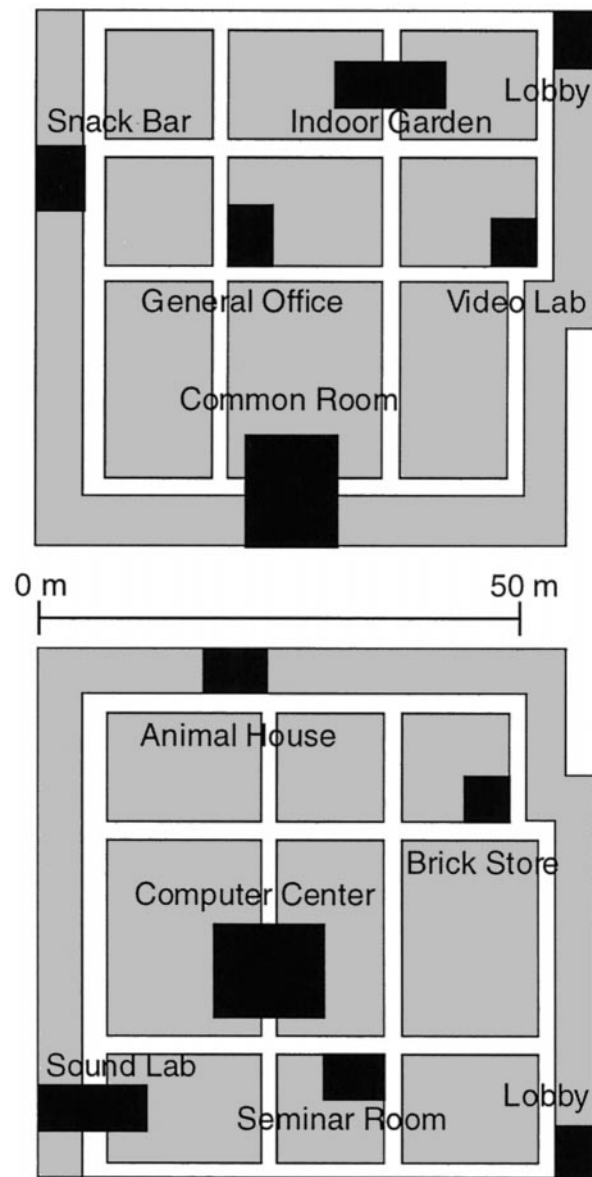 Lobby
Snack Bar
Indoor Garden
General Office
Video Lab
Common Room
0 m
50 m
Animal House
Brick Store
Computer Center
Sound Lab
Lobby
Seminar Room